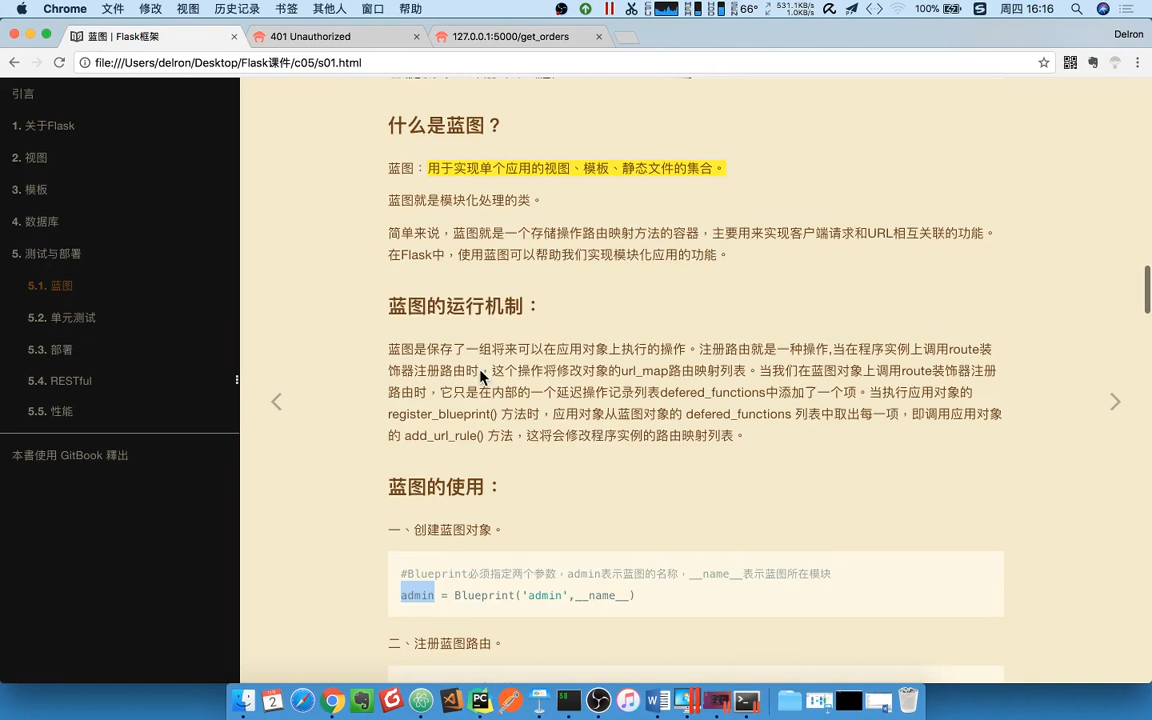 Chrome 文件 修改 视图 历史记录 书签 其他人 窗口 帮助 66° 531.1KB/s 1.0KB/s 100% 周四 16:16
蓝图 | Flask框架 401 Unauthorized 127.0.0.1:5000/get_orders Delron
file:///Users/delron/Desktop/Flask课件/c05/s01.html
引言
1. 关于Flask
2. 视图
3. 模板
4. 数据库
5. 测试与部署
5.1. 蓝图
5.2. 单元测试
5.3. 部署
5.4. RESTful
5.5. 性能
本書使用 GitBook 釋出
什么是蓝图？
蓝图：用于实现单个应用的视图、模板、静态文件的集合。
蓝图就是模块化处理的类。
简单来说，蓝图就是一个存储操作路由映射方法的容器，主要用来实现客户端请求和URL相互关联的功能。
在Flask中，使用蓝图可以帮助我们实现模块化应用的功能。
蓝图的运行机制：
蓝图是保存了一组将来可以在应用对象上执行的操作。注册路由就是一种操作,当在程序实例上调用route装
饰器注册路由时，这个操作将修改对象的url_map路由映射列表。当我们在蓝图对象上调用route装饰器注册
路由时，它只是在内部的一个延迟操作记录列表defered_functions中添加了一个项。当执行应用对象的
register_blueprint() 方法时，应用对象从蓝图对象的 defered_functions 列表中取出每一项，即调用应用对象
的 add_url_rule() 方法，这将会修改程序实例的路由映射列表。
蓝图的使用：
一、创建蓝图对象。
#Blueprint必须指定两个参数，admin表示蓝图的名称，__name__表示蓝图所在模块
admin = Blueprint('admin',__name__)
二、注册蓝图路由。